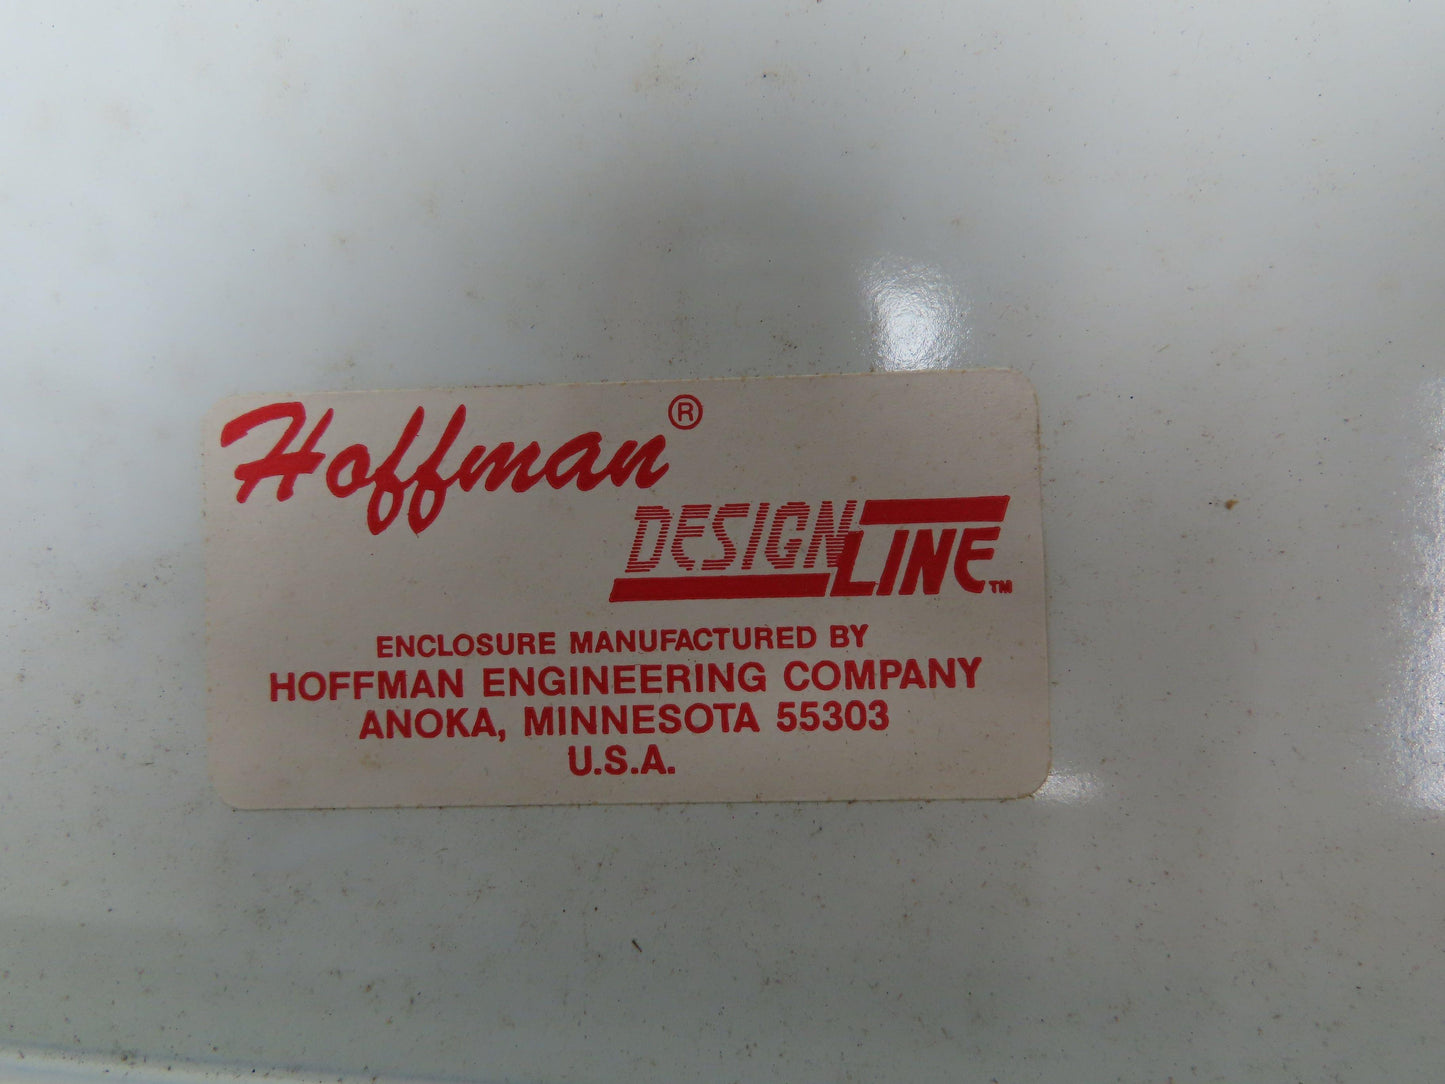 Hoffman®
DESIGN LINE™
ENCLOSURE MANUFACTURED BY
HOFFMAN ENGINEERING COMPANY
ANOKA, MINNESOTA 55303
U.S.A.